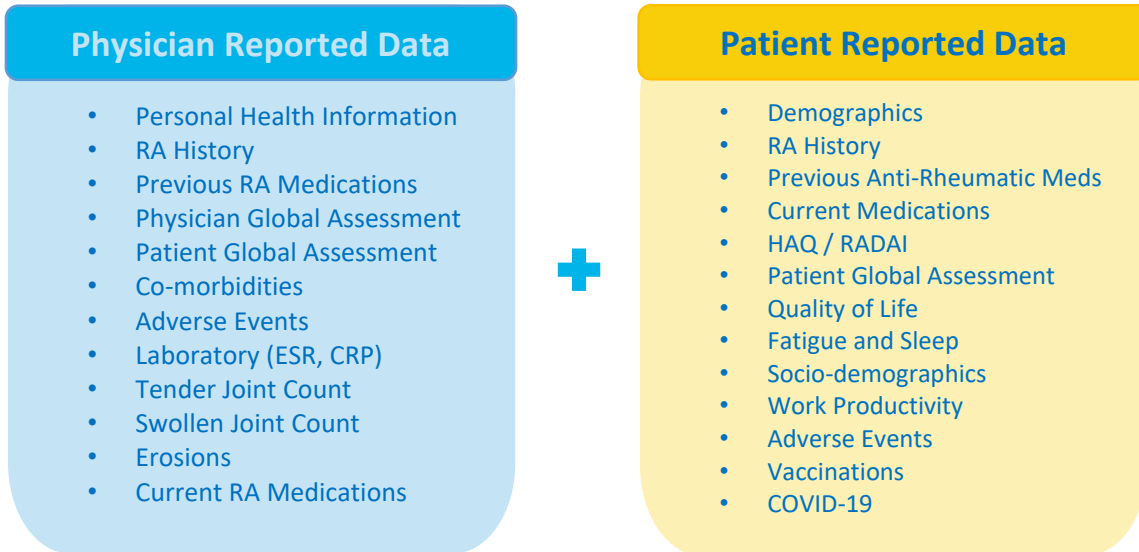 Physician Reported Data
• Personal Health Information
• RA History
• Previous RA Medications
• Physician Global Assessment
• Patient Global Assessment
• Co-morbidities
• Adverse Events
• Laboratory (ESR, CRP)
• Tender Joint Count
• Swollen Joint Count
• Erosions
• Current RA Medications
Patient Reported Data
• Demographics
• RA History
• Previous Anti-Rheumatic Meds
• Current Medications
• HAQ / RADAI
• Patient Global Assessment
• Quality of Life
• Fatigue and Sleep
• Socio-demographics
• Work Productivity
• Adverse Events
• Vaccinations
• COVID-19